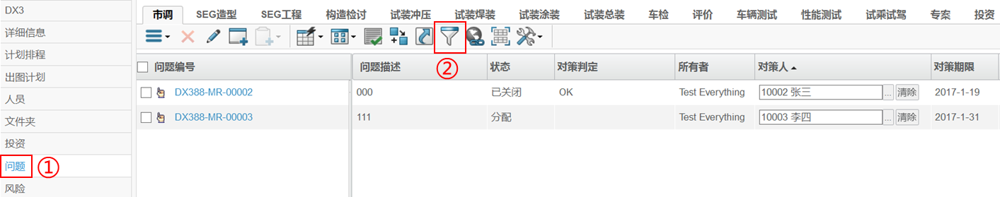 DX3
详细信息
计划排程
出图计划
人员
文件夹
投资
问题 ①
风险
市调 SEG造型 SEG工程 构造检讨 试装冲压 试装焊装 试装涂装 试装总装 车检 评价 车辆测试 性能测试 试乘试驾 专案 投资
②
问题编号 问题描述 状态 对策判定 所有者 对策人 对策期限
DX388-MR-00002 000 已关闭 OK Test Everything 10002 张三 ... 清除 2017-1-19
DX388-MR-00003 111 分配 Test Everything 10003 李四 ... 清除 2017-1-31